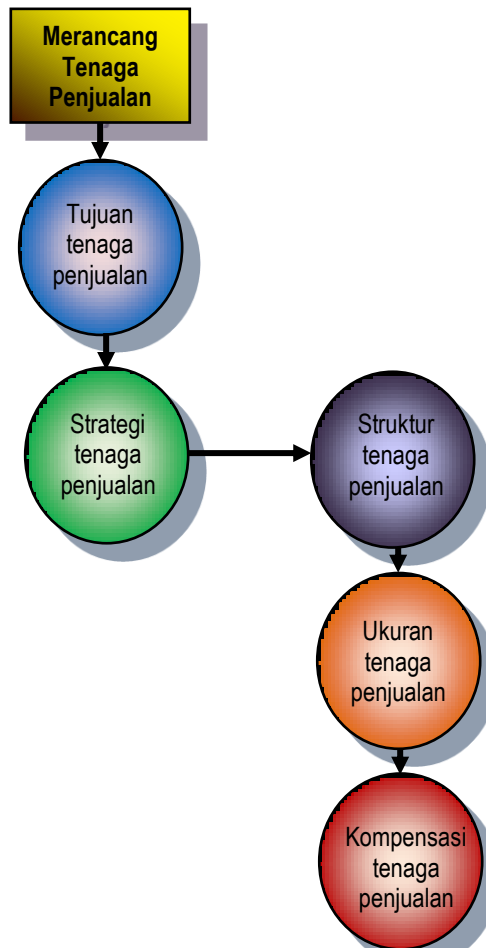 Merancang
Tenaga
Penjualan
Tujuan
tenaga
penjualan
Strategi
tenaga
penjualan
Struktur
tenaga
penjualan
Ukuran
tenaga
penjualan
Kompensasi
tenaga
penjualan